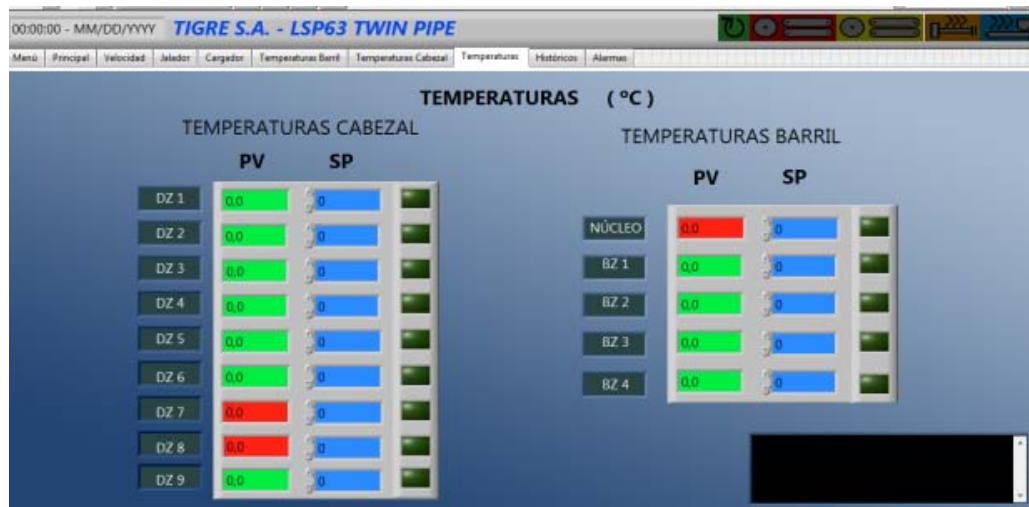 00:00:00 - MM/DD/YYYY TIGRE S.A. - LSP63 TWIN PIPE
Menú Principal Velocidad Jalador Cargador Temperaturas Barril Temperaturas Cabezal Temperaturas Históricos Alarmas
TEMPERATURAS (ºC)
TEMPERATURAS CABEZAL
PV SP
DZ 1 0,0 0
DZ 2 0,0 0
DZ 3 0,0 0
DZ 4 0,0 0
DZ 5 0,0 0
DZ 6 0,0 0
DZ 7 0,0 0
DZ 8 0,0 0
DZ 9 0,0 0
TEMPERATURAS BARRIL
PV SP
NÚCLEO 0,0 0
BZ 1 0,0 0
BZ 2 0,0 0
BZ 3 0,0 0
BZ 4 0,0 0